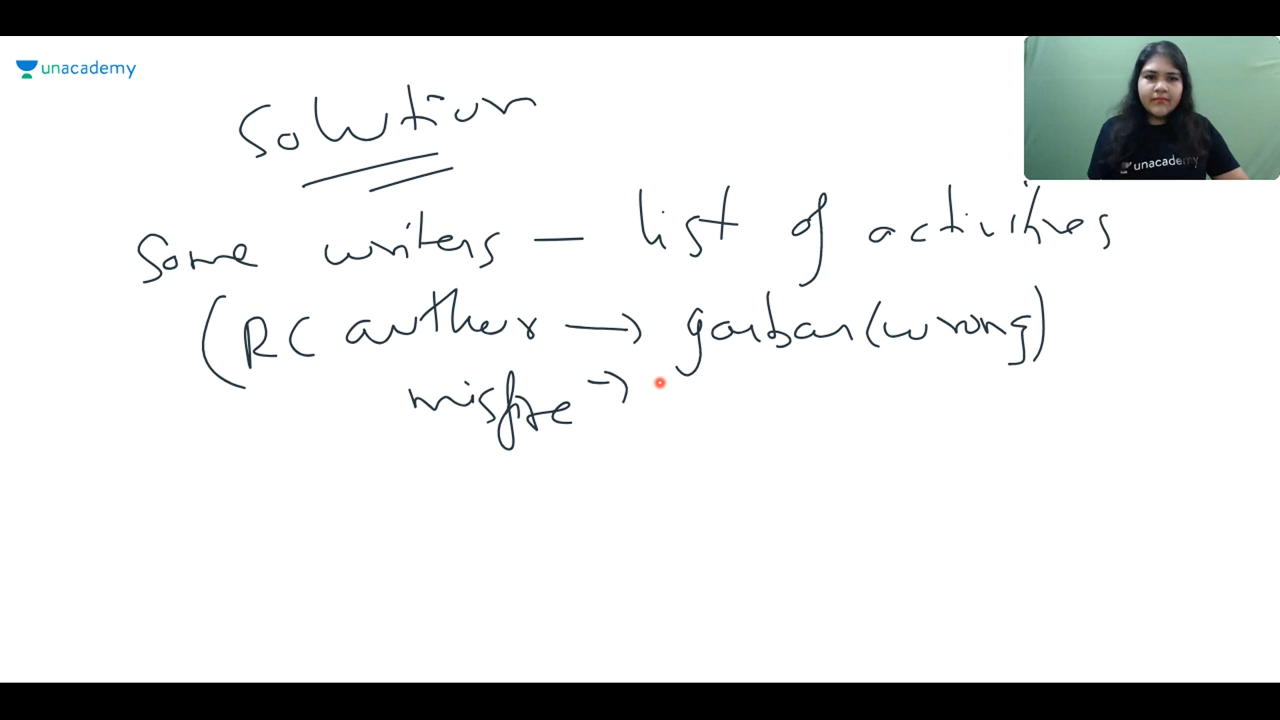 unacademy
Solution
Some writers — list of activities
(RC author → garbar (wrong)
misfire →
unacademy